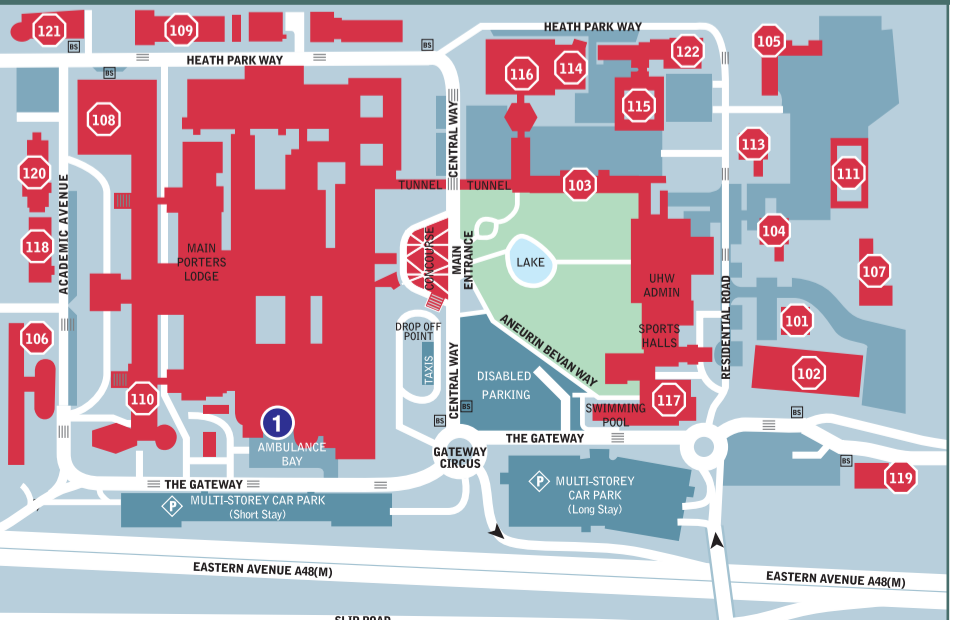 121
109
HEATH PARK WAY
105
BS
BS
BS
HEATH PARK WAY
116
114
122
115
108
CENTRAL WAY
113
120
111
TUNNEL
TUNNEL
103
ACADEMIC AVENUE
118
MAIN
PORTERS
LODGE
CONCOURSE
MAIN
ENTRANCE
LAKE
104
107
UHW
ADMIN
RESIDENTIAL ROAD
101
106
DROP OFF
POINT
TAXIS
ANEURIN BEVAN WAY
SPORTS
HALLS
CENTRAL WAY
DISABLED
PARKING
102
110
1
117
SWIMMING
POOL
BS
BS
BS
AMBULANCE
BAY
THE GATEWAY
GATEWAY
CIRCUS
BS
119
THE GATEWAY
P
MULTI-STOREY CAR PARK
(Short Stay)
P
MULTI-STOREY
CAR PARK
(Long Stay)
EASTERN AVENUE A48(M)
EASTERN AVENUE A48(M)
SLIP ROAD